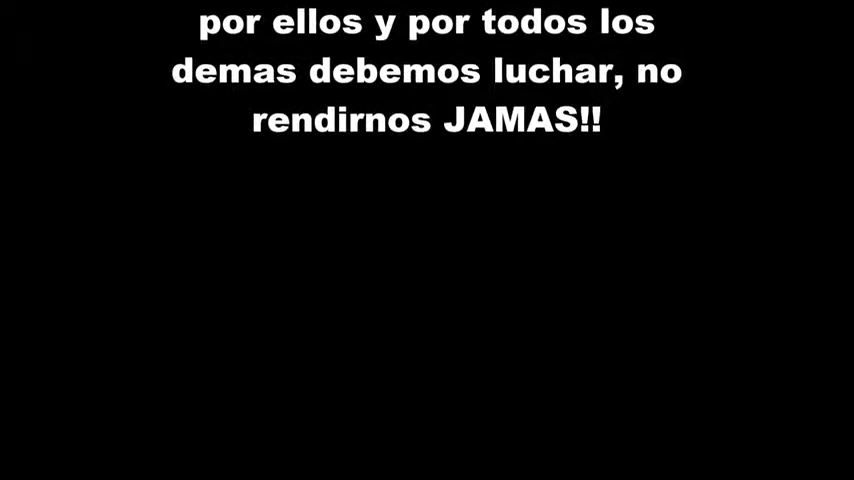 por ellos y por todos los
demas debemos luchar, no
rendirnos JAMAS!!